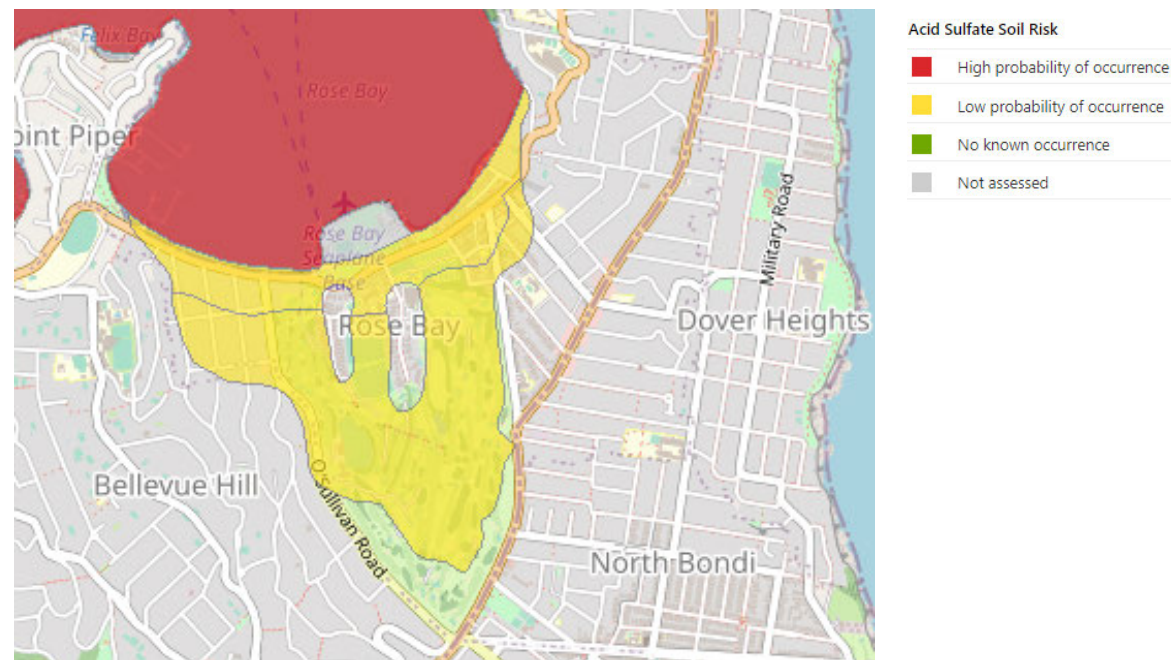 Felix Bay
Rose Bay
oint Piper
Rose Bay
Seaplane
Base
Rose Bay
Military Road
Dover Heights
Bellevue Hill
O'Sullivan Road
North Bondi
Acid Sulfate Soil Risk
High probability of occurrence
Low probability of occurrence
No known occurrence
Not assessed